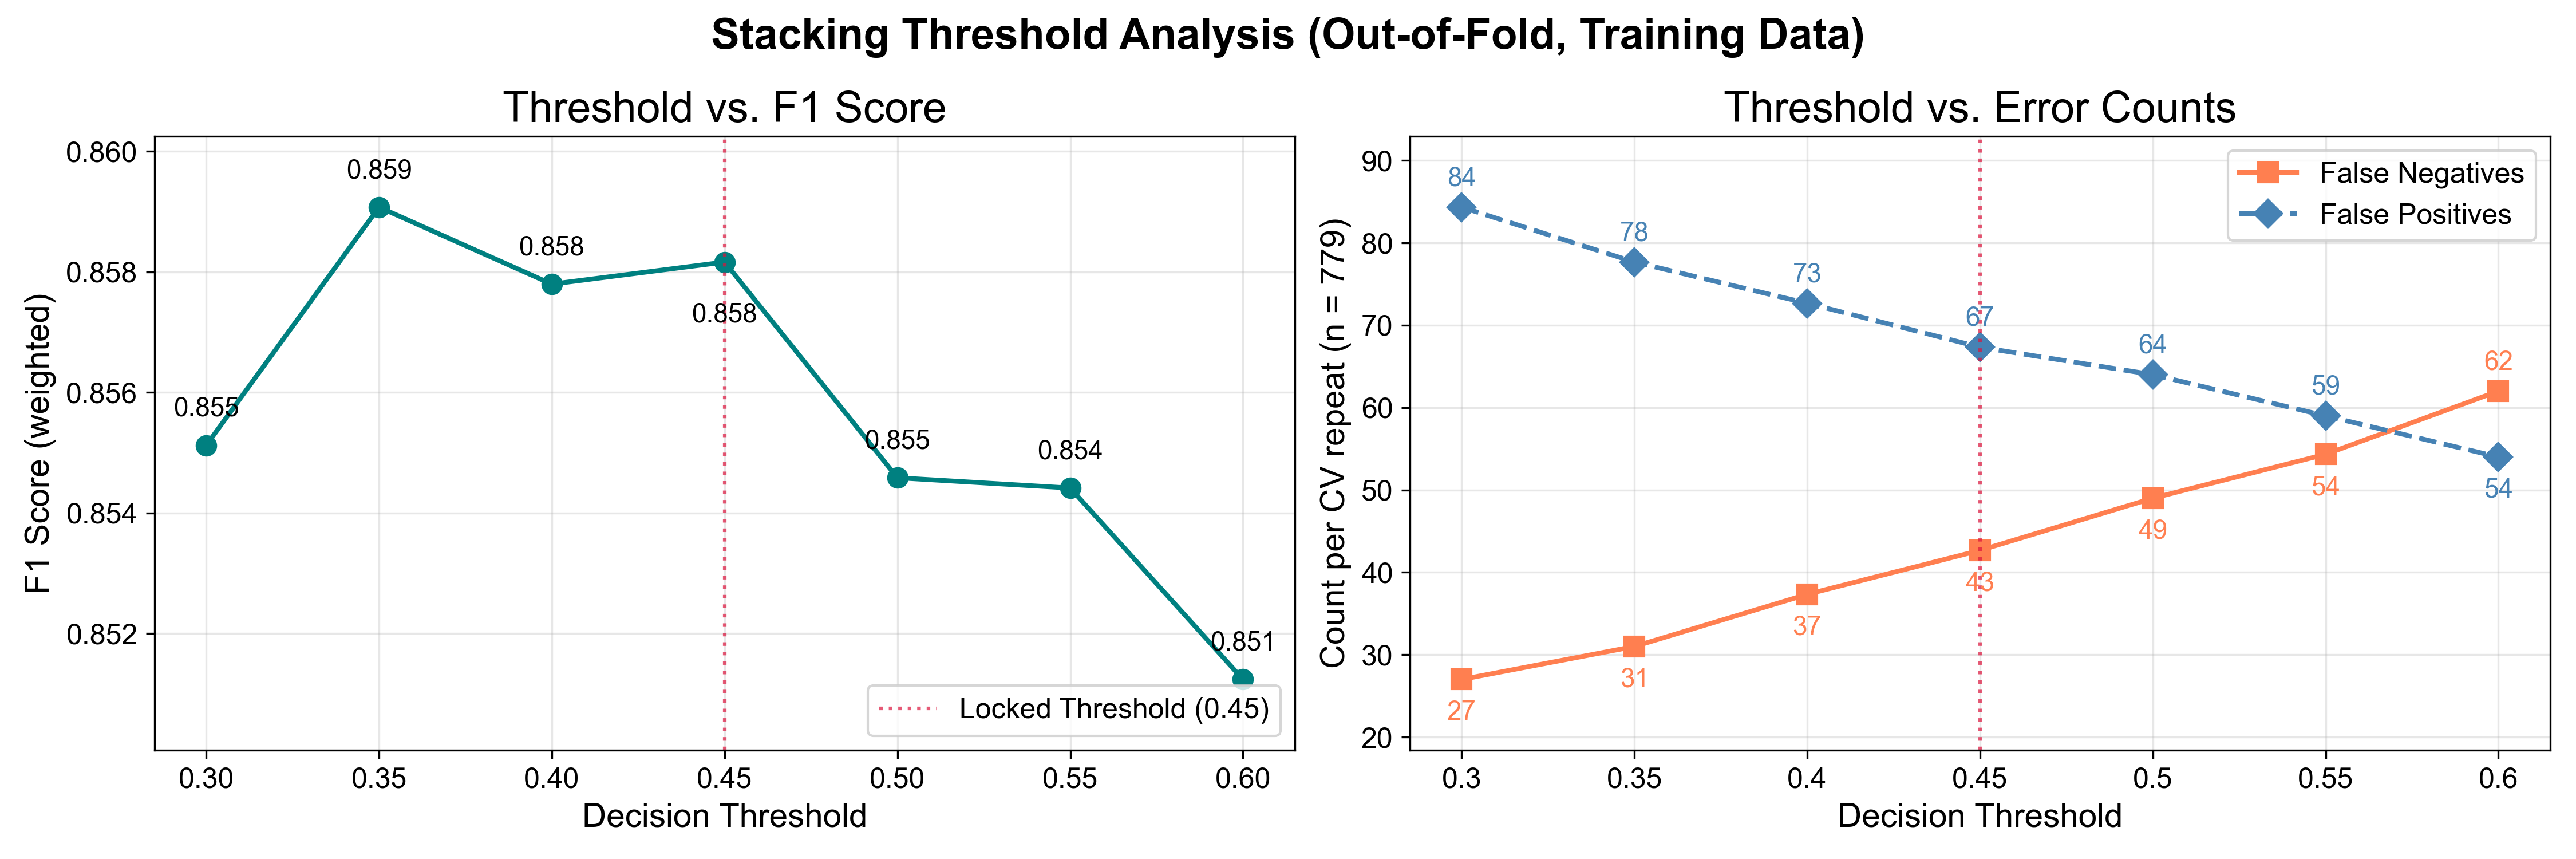 Stacking Threshold Analysis (Out-of-Fold, Training Data)
Threshold vs. F1 Score
F1 Score (weighted)
0.860
0.858
0.856
0.854
0.852
0.855
0.859
0.858
0.858
0.855
0.854
0.851
Locked Threshold (0.45)
0.30 0.35 0.40 0.45 0.50 0.55 0.60
Decision Threshold
Threshold vs. Error Counts
Count per CV repeat (n = 779)
90
80
70
60
50
40
30
20
84
78
73
67
64
59
54
27
31
37
43
49
54
62
False Negatives
False Positives
0.3 0.35 0.4 0.45 0.5 0.55 0.6
Decision Threshold